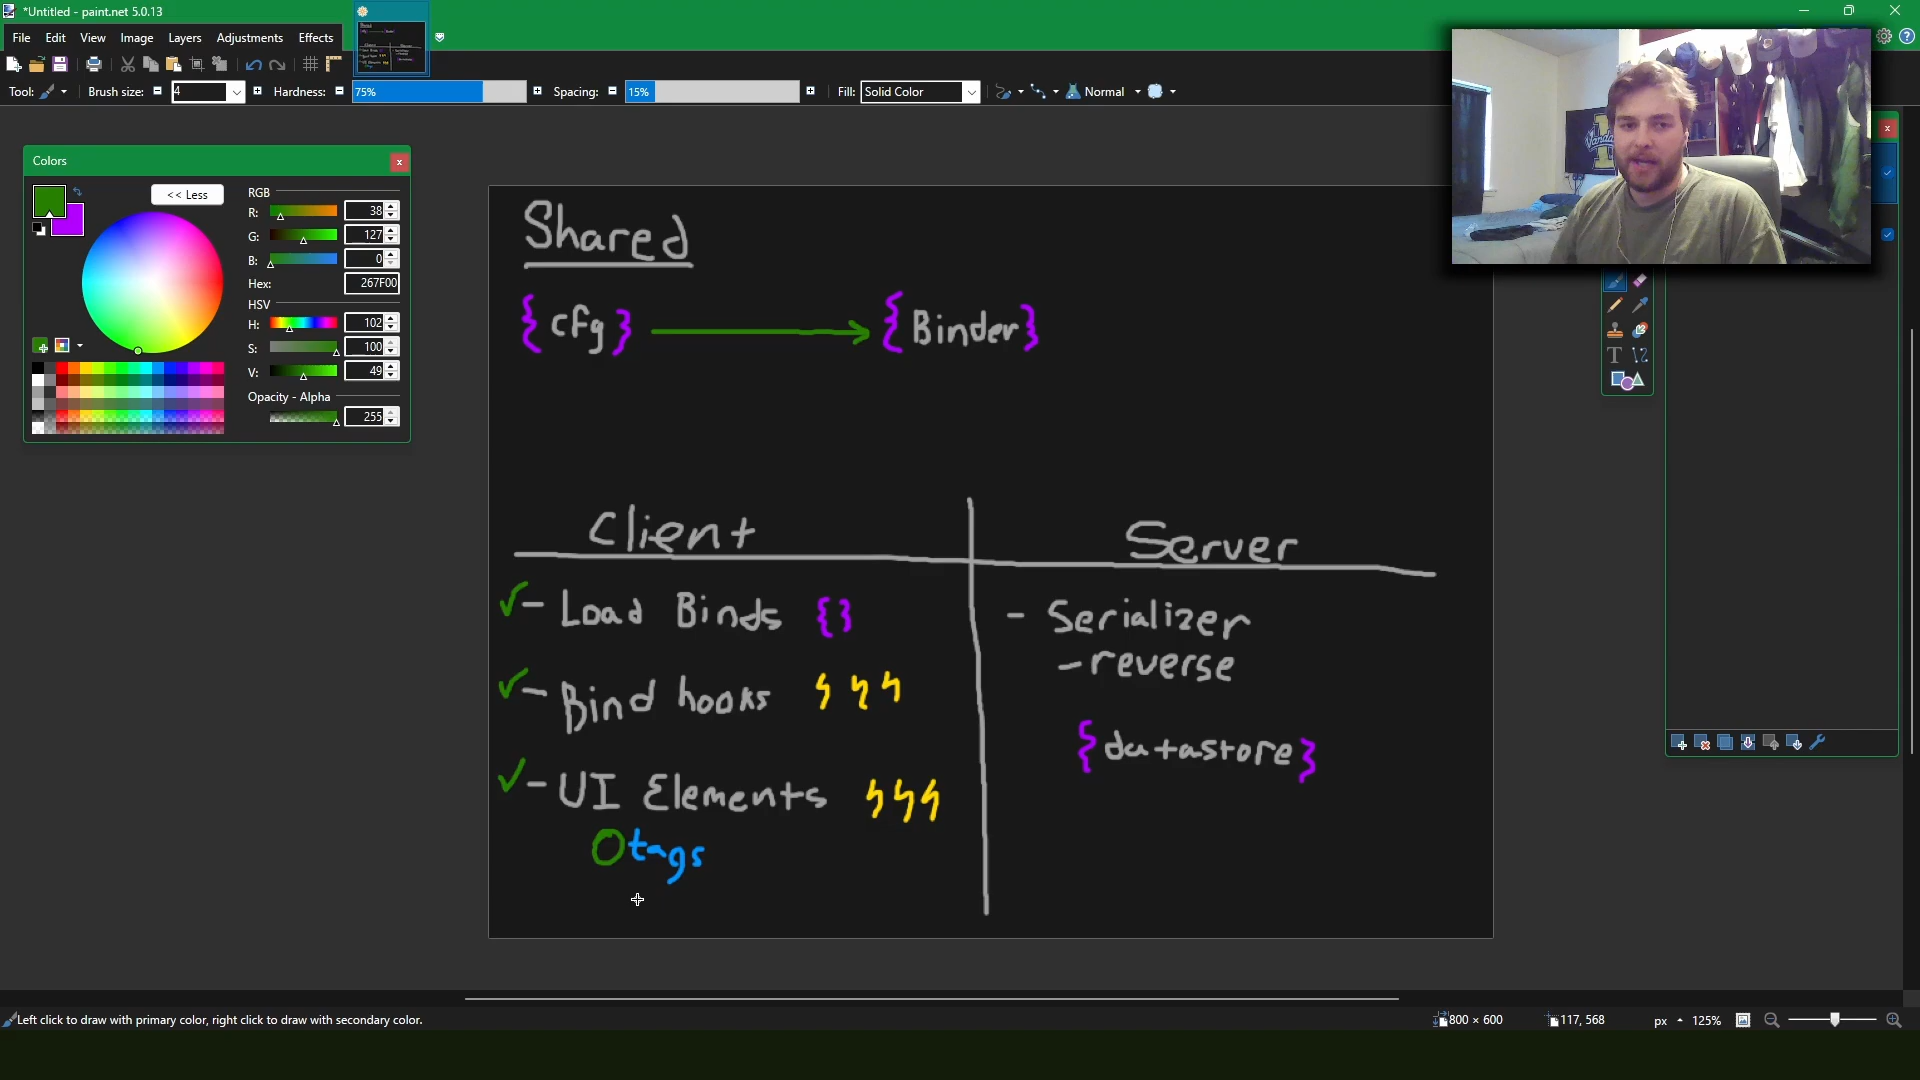 *Untitled - paint.net 5.0.13
File Edit View Image Layers Adjustments Effects
Tool: Brush size: 4 Hardness: 75% Spacing: 15% Fill: Solid Color Normal
Colors
<< Less
RGB
R: 38
G: 127
B: 0
Hex: 267F00
HSV
H: 102
S: 100
V: 49
Opacity - Alpha
255
Shared
{cfg} {Binder}
Client
✓- Load Binds {}
✓- Bind hooks
✓- UI Elements
tags
Server
- Serializer
- reverse
{datastore}
Left click to draw with primary color, right click to draw with secondary color.
800 × 600 117, 568 px 125%